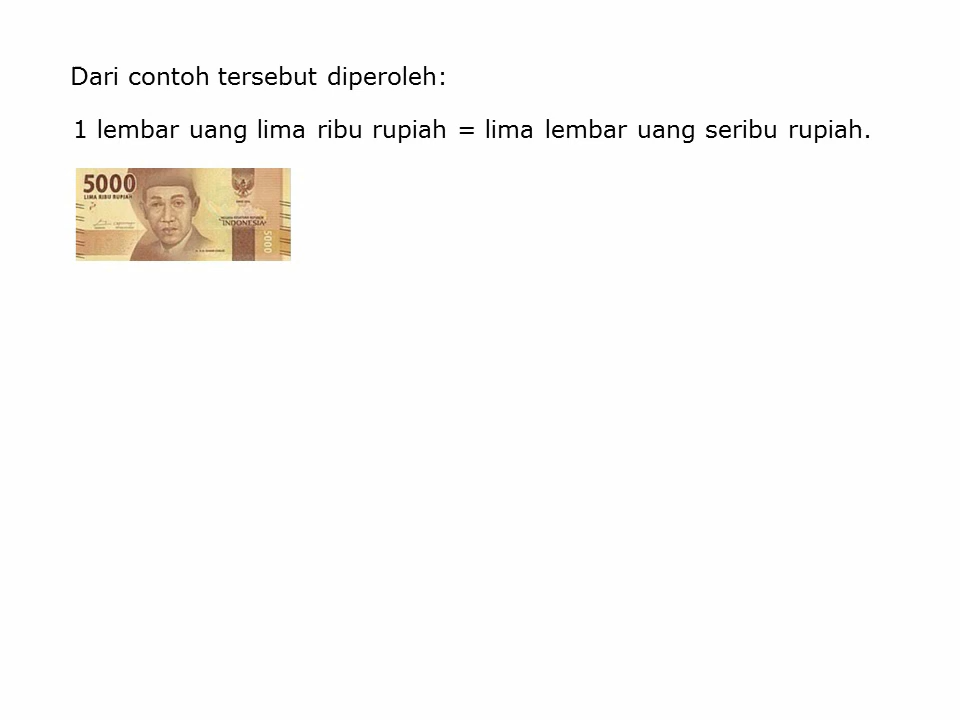 Dari contoh tersebut diperoleh:
1 lembar uang lima ribu rupiah = lima lembar uang seribu rupiah.
5000
LIMA RIBU RUPIAH
INDONESIA
5000